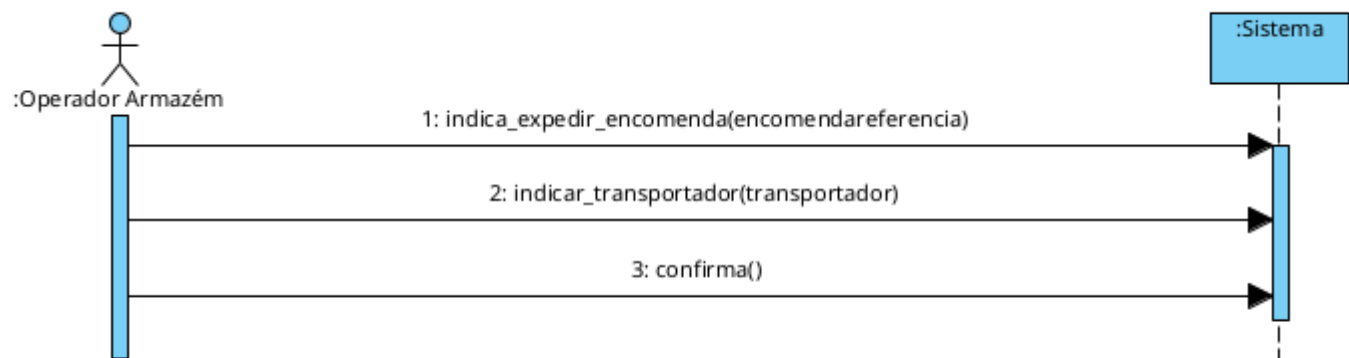 :Sistema
:Operador Armazém
1: indica_expedir_encomenda(encomendareferencia)
2: indicar_transportador(transportador)
3: confirma()